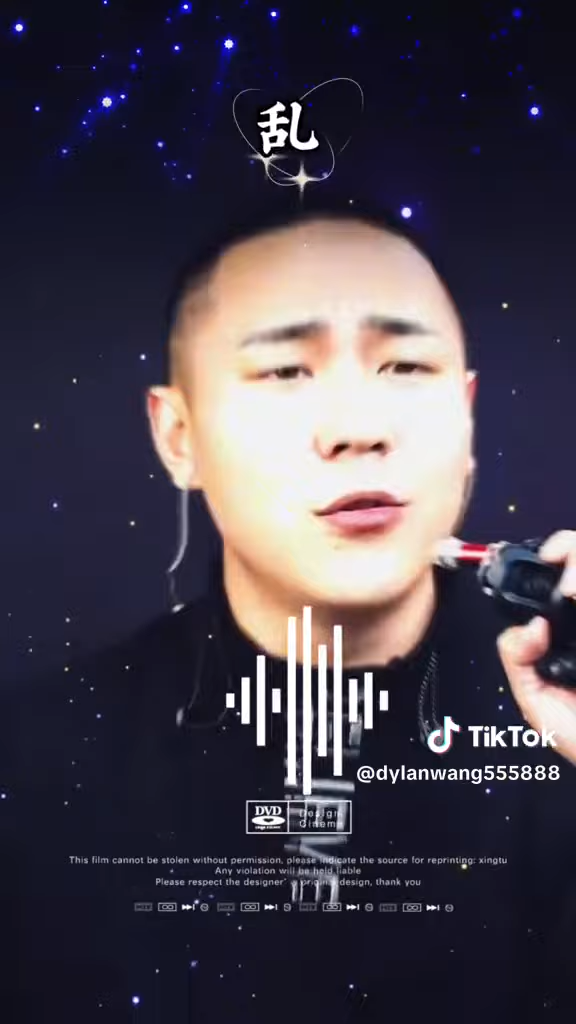 乱
TikTok
@dylanwang555888
DVD
Design
Cinema
This film cannot be stolen without permission, please indicate the source for reprinting: xingtu
Any violation will be held liable
Please respect the designer's original design, thank you